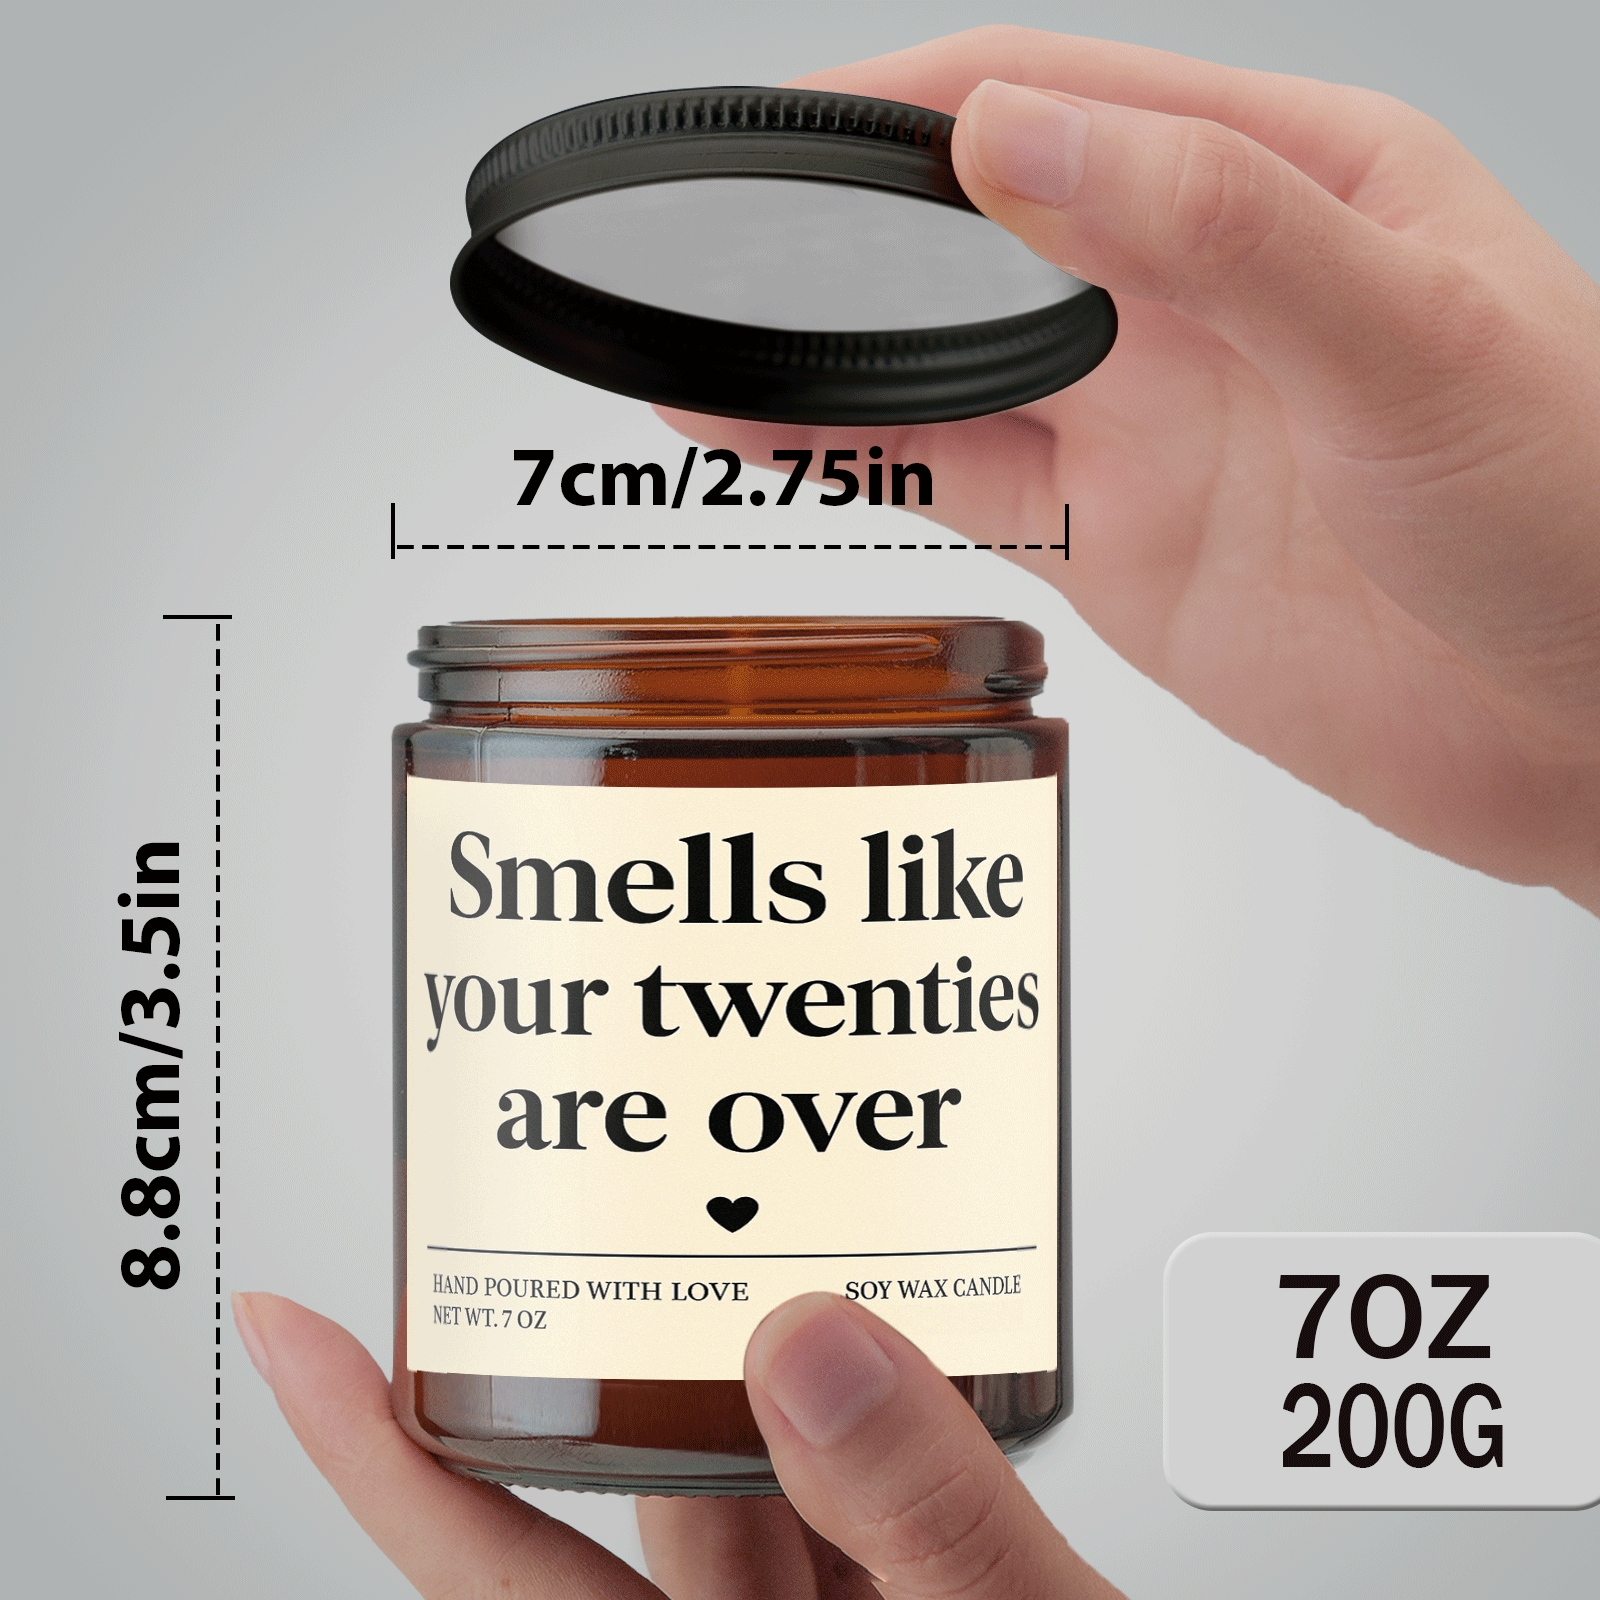 7cm/2.75in
8.8cm/3.5in
Smells like
your twenties
are over
HAND POURED WITH LOVE SOY WAX CANDLE
NET WT. 7 OZ
7OZ
200G